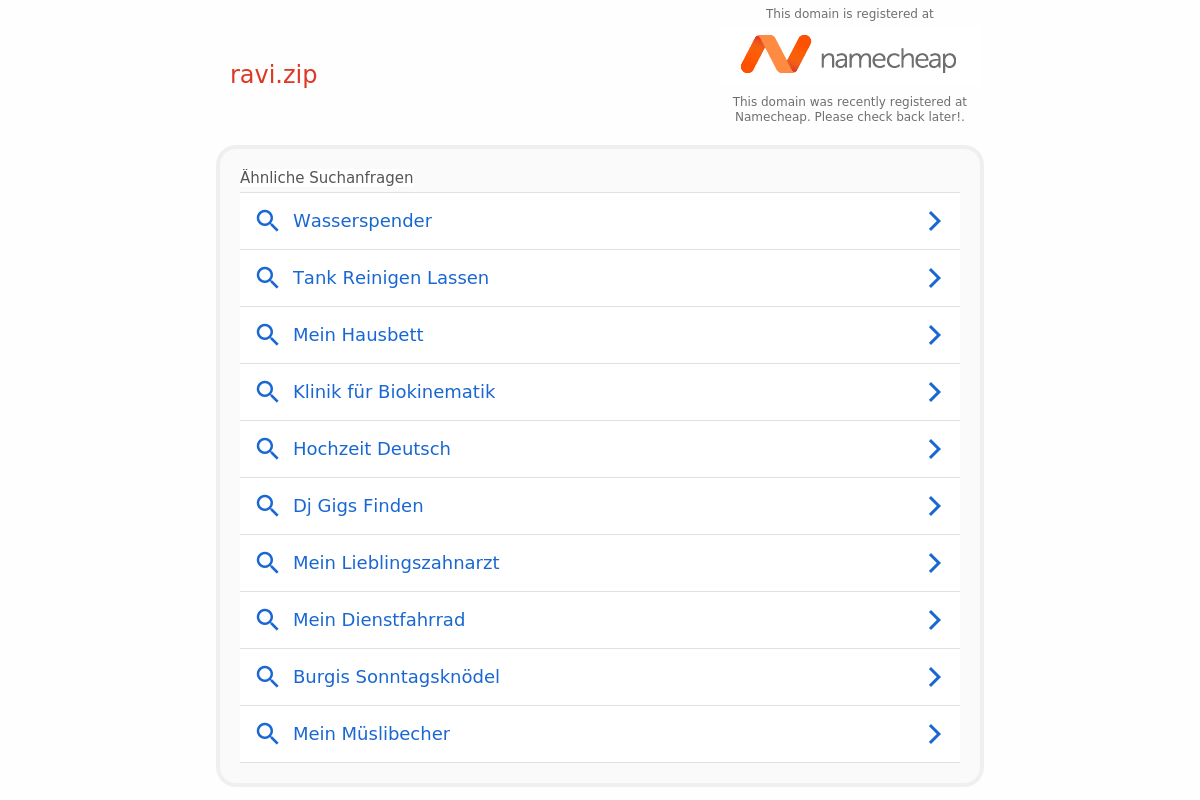 This domain is registered at
namecheap
ravi.zip
This domain was recently registered at
Namecheap. Please check back later!.
Ähnliche Suchanfragen
Wasserspender
Tank Reinigen Lassen
Mein Hausbett
Klinik für Biokinematik
Hochzeit Deutsch
Dj Gigs Finden
Mein Lieblingszahnarzt
Mein Dienstfahrrad
Burgis Sonntagsknödel
Mein Müslibecher